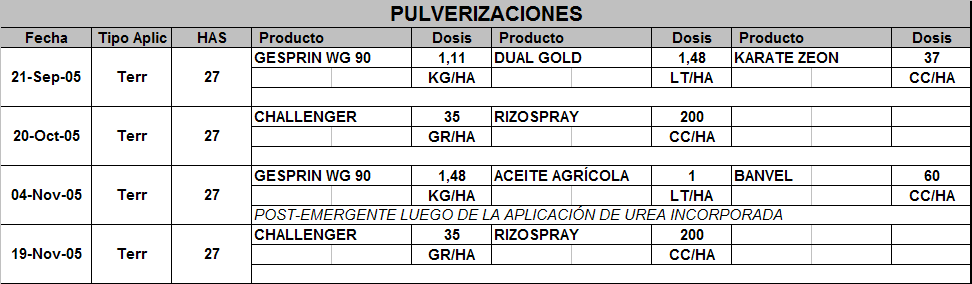 PULVERIZACIONES
Fecha Tipo Aplic HAS Producto Dosis Producto Dosis Producto Dosis
21-Sep-05 Terr 27 GESPRIN WG 90 1,11 DUAL GOLD 1,48 KARATE ZEON 37
KG/HA LT/HA CC/HA
20-Oct-05 Terr 27 CHALLENGER 35 RIZOSPRAY 200
GR/HA CC/HA
04-Nov-05 Terr 27 GESPRIN WG 90 1,48 ACEITE AGRÍCOLA 1 BANVEL 60
KG/HA LT/HA CC/HA
POST-EMERGENTE LUEGO DE LA APLICACIÓN DE UREA INCORPORADA
19-Nov-05 Terr 27 CHALLENGER 35 RIZOSPRAY 200
GR/HA CC/HA